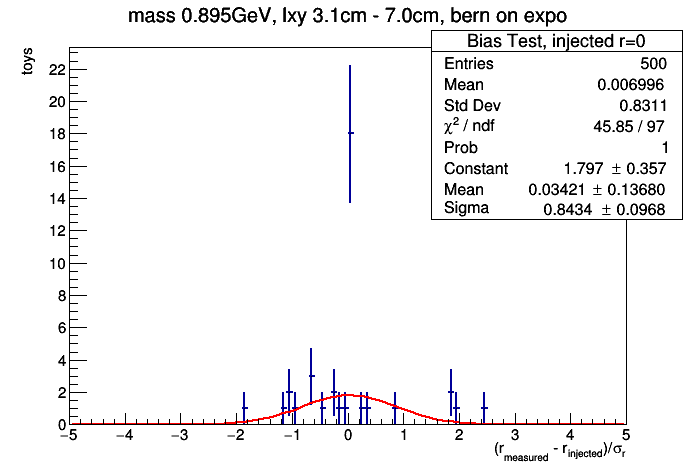 mass 0.895GeV, lxy 3.1cm - 7.0cm, bern on expo
Bias Test, injected r=0
Entries 500
Mean 0.006996
Std Dev 0.8311
χ² / ndf 45.85 / 97
Prob 1
Constant 1.797 ± 0.357
Mean 0.03421 ± 0.13680
Sigma 0.8434 ± 0.0968
toys
22
20
18
16
14
12
10
8
6
4
2
0
−5 −4 −3 −2 −1 0 1 2 3 4 5
(r_measured - r_injected)/σ_r